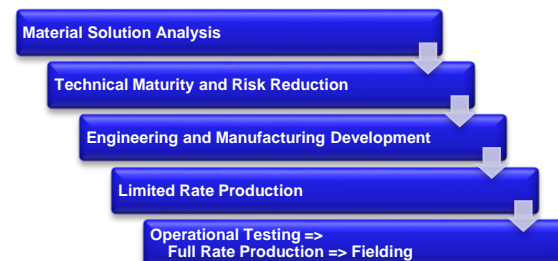 Material Solution Analysis
Technical Maturity and Risk Reduction
Engineering and Manufacturing Development
Limited Rate Production
Operational Testing =>
Full Rate Production => Fielding